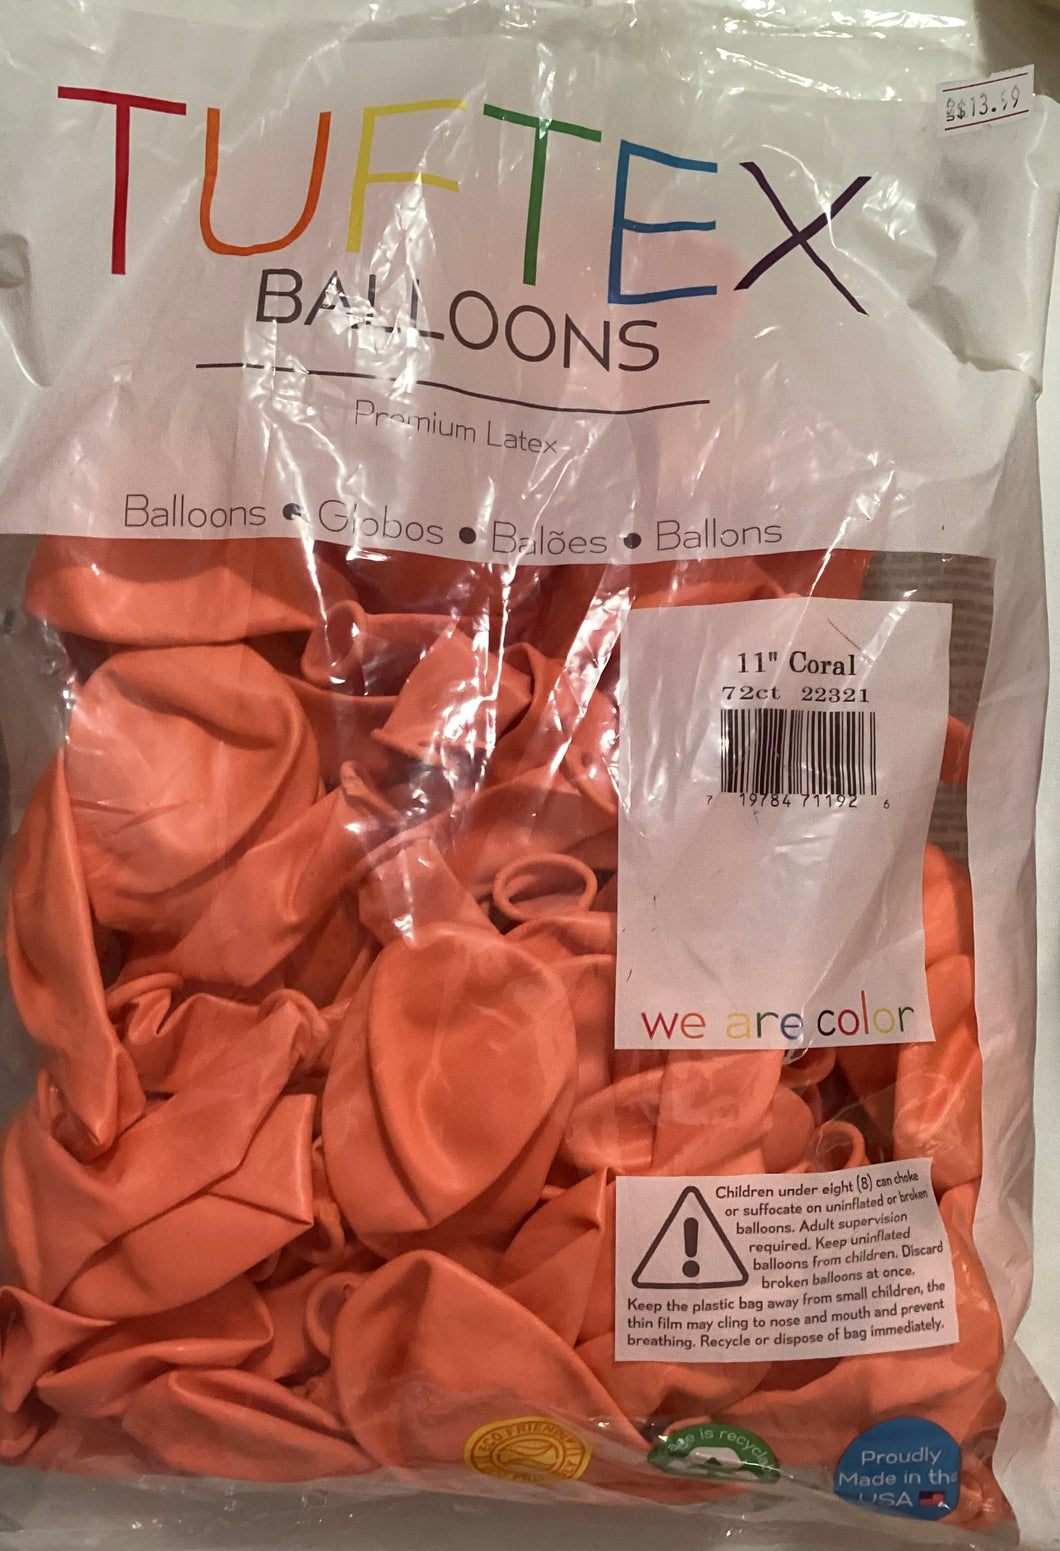 $13.99
TUFTEX
BALLOONS
Premium Latex
Balloons • Globos • Balões • Ballons
11" Coral
72ct 22321
7 19784 71192 6
we are color
Children under eight (8) can choke
or suffocate on uninflated or broken
balloons. Adult supervision
required. Keep uninflated
balloons from children. Discard
broken balloons at once.
Keep the plastic bag away from small children, the
thin film may cling to nose and mouth and prevent
breathing. Recycle or dispose of bag immediately.
ECO FRIENDLY
is recycla
Proudly
Made in the
USA